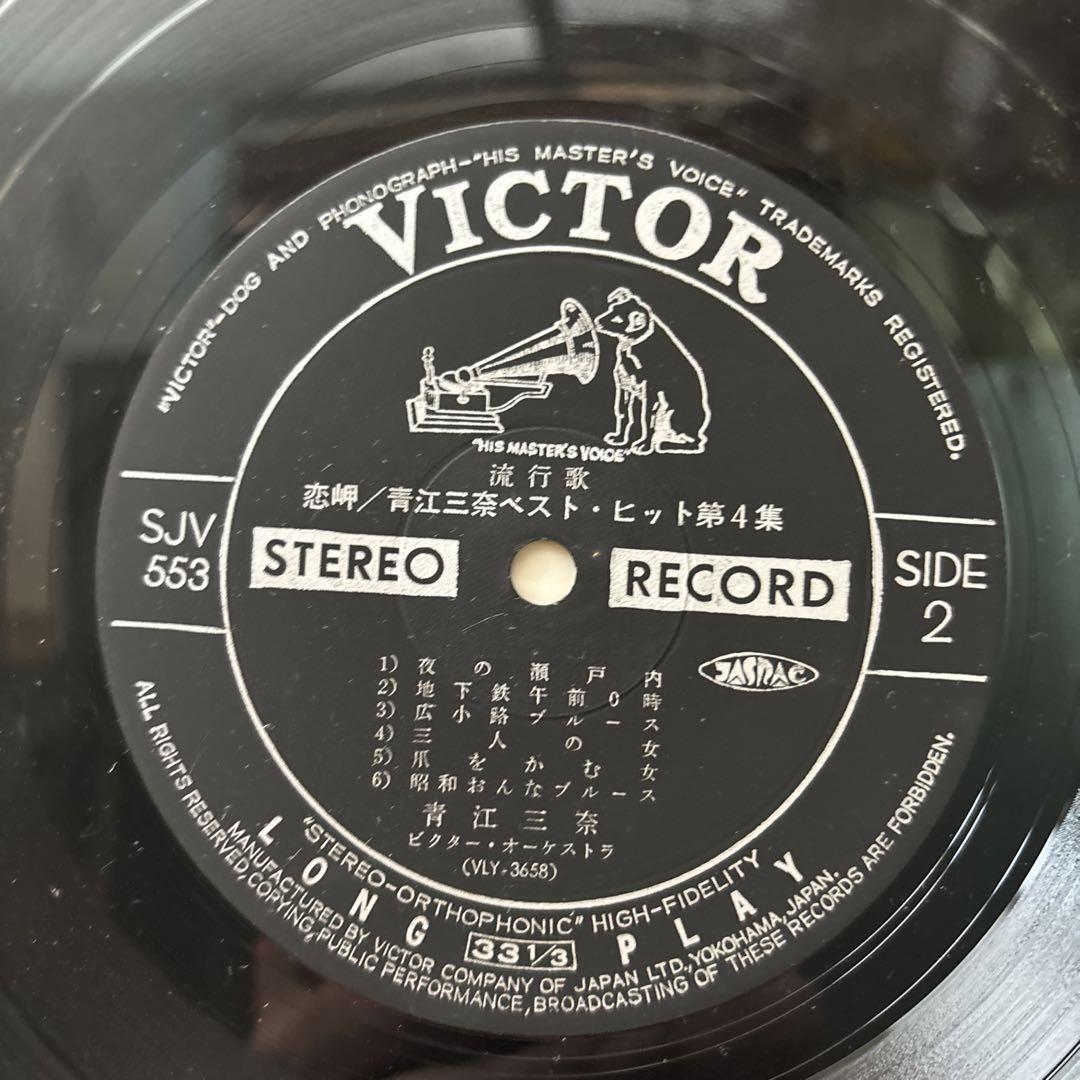 "VICTOR"-DOG AND PHONOGRAPH-"HIS MASTER'S VOICE" TRADEMARKS REGISTERED.
VICTOR
"HIS MASTER'S VOICE"
流行歌
恋岬/青江三奈ベスト・ヒット第4集
SJV
553
STEREO
RECORD
SIDE
2
JASRAC
1) 夜の瀬戸内
2) 地下鉄午前0時
3) 広小路ブルース
4) 三人の女
5) 爪をかむ女
6) 昭和おんなブルース
青江三奈
ビクター・オーケストラ
(VLY-3658)
"STEREO-ORTHOPHONIC" HIGH-FIDELITY
LONG 33 1/3 PLAY
MANUFACTURED BY VICTOR COMPANY OF JAPAN LTD., YOKOHAMA, JAPAN.
ALL RIGHTS RESERVED, COPYING, PUBLIC PERFORMANCE, BROADCASTING OF THESE RECORDS ARE FORBIDDEN.